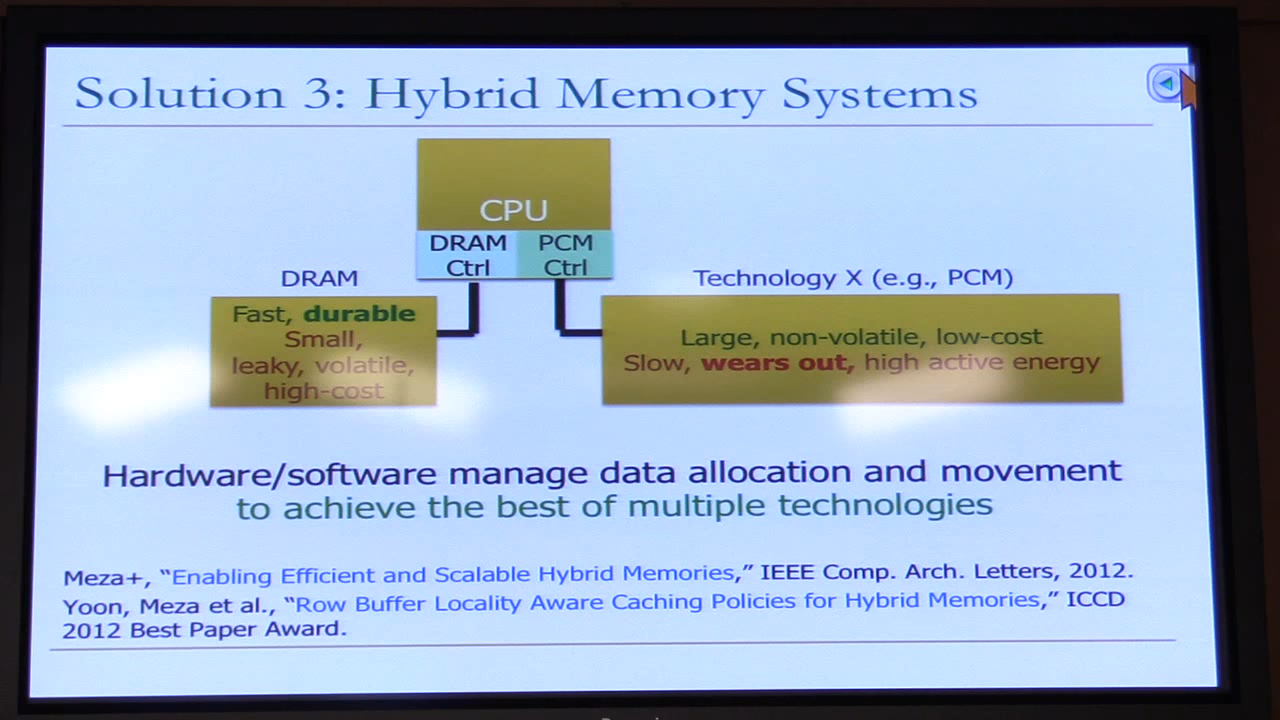 Solution 3: Hybrid Memory Systems
CPU
DRAM
Ctrl
PCM
Ctrl
DRAM
Fast, durable
Small,
leaky, volatile,
high-cost
Technology X (e.g., PCM)
Large, non-volatile, low-cost
Slow, wears out, high active energy
Hardware/software manage data allocation and movement
to achieve the best of multiple technologies
Meza+, “Enabling Efficient and Scalable Hybrid Memories,” IEEE Comp. Arch. Letters, 2012.
Yoon, Meza et al., “Row Buffer Locality Aware Caching Policies for Hybrid Memories,” ICCD
2012 Best Paper Award.